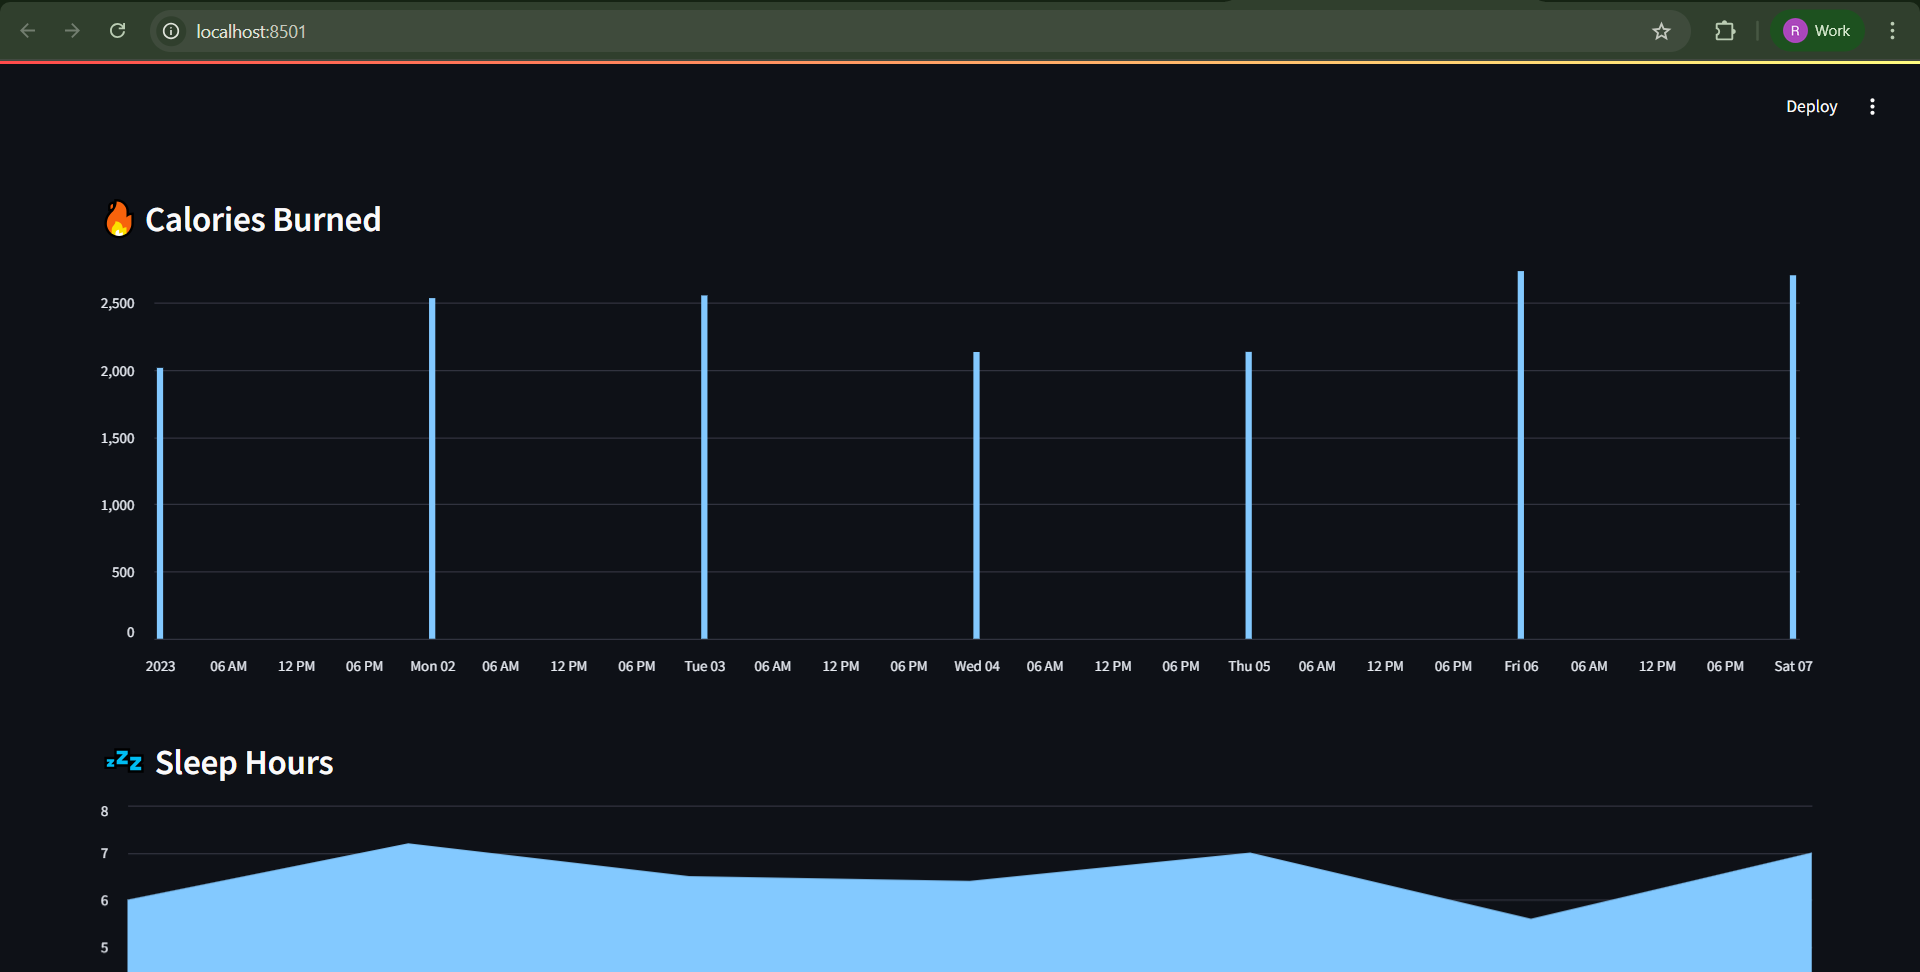 localhost:8501
R Work
Deploy
🔥 Calories Burned
2,500
2,000
1,500
1,000
500
0
2023 06 AM 12 PM 06 PM Mon 02 06 AM 12 PM 06 PM Tue 03 06 AM 12 PM 06 PM Wed 04 06 AM 12 PM 06 PM Thu 05 06 AM 12 PM 06 PM Fri 06 06 AM 12 PM 06 PM Sat 07
💤 Sleep Hours
8
7
6
5